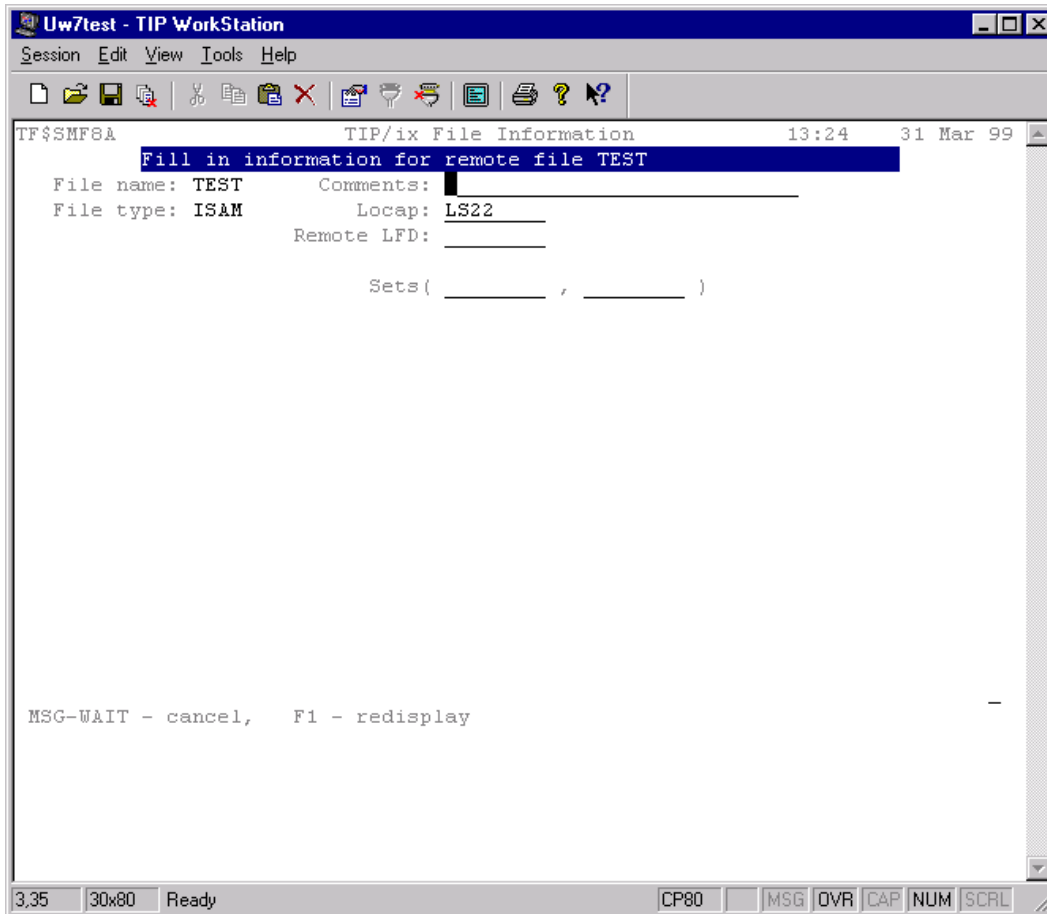 Uw7test - TIP WorkStation
Session Edit View Tools Help
TF$SMF8A TIP/ix File Information 13:24 31 Mar 99
Fill in information for remote file TEST
File name: TEST Comments:
File type: ISAM Locap: LS22
Remote LFD:
Sets( , )
MSG-WAIT - cancel, F1 - redisplay
3,35 30x80 Ready CP80 MSG OVR CAP NUM SCRL